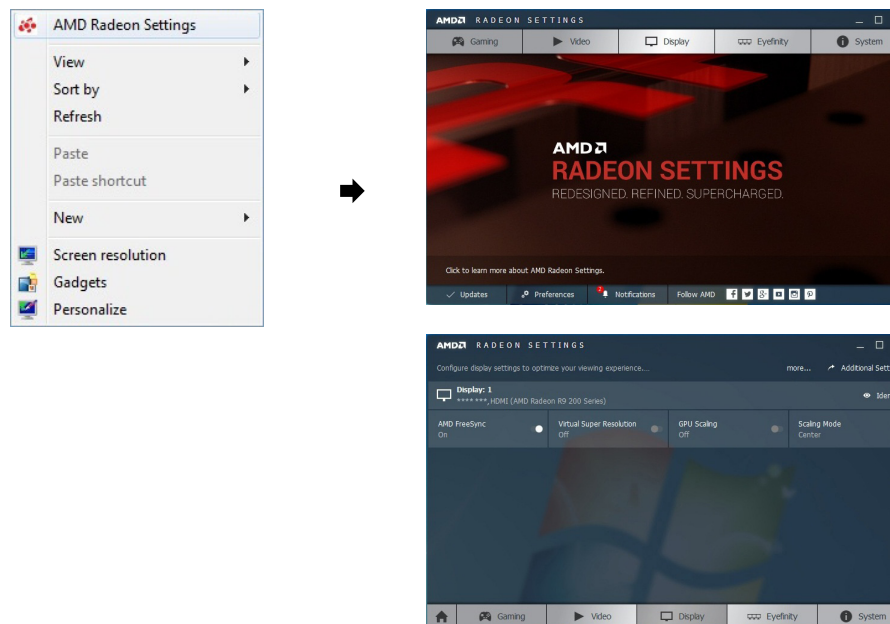 AMD Radeon Settings
View
Sort by
Refresh
Paste
Paste shortcut
New
Screen resolution
Gadgets
Personalize
AMD RADEON SETTINGS
Gaming Video Display Eyefinity System
AMD
RADEON SETTINGS
REDESIGNED. REFINED. SUPERCHARGED.
Click to learn more about AMD Radeon Settings.
Updates Preferences 2 Notifications Follow AMD
AMD RADEON SETTINGS
Configure display settings to optimize your viewing experience... more... Additional Sett
Display: 1
**** ***, HDMI (AMD Radeon R9 200 Series) Iden
AMD FreeSync Virtual Super Resolution GPU Scaling Scaling Mode
On Off Off Center
Gaming Video Display Eyefinity System